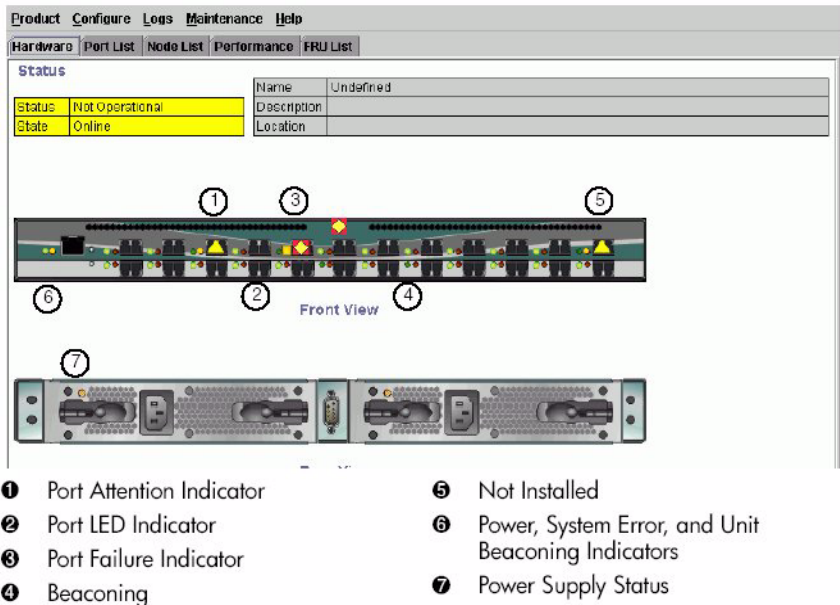 Product Configure Logs Maintenance Help
Hardware Port List Node List Performance FRU List
Status
Name Undefined
Status Not Operational Description
State Online Location
1 3 5
6 2 4
Front View
7
❶ Port Attention Indicator
❷ Port LED Indicator
❸ Port Failure Indicator
❹ Beaconing
❺ Not Installed
❻ Power, System Error, and Unit
Beaconing Indicators
❼ Power Supply Status